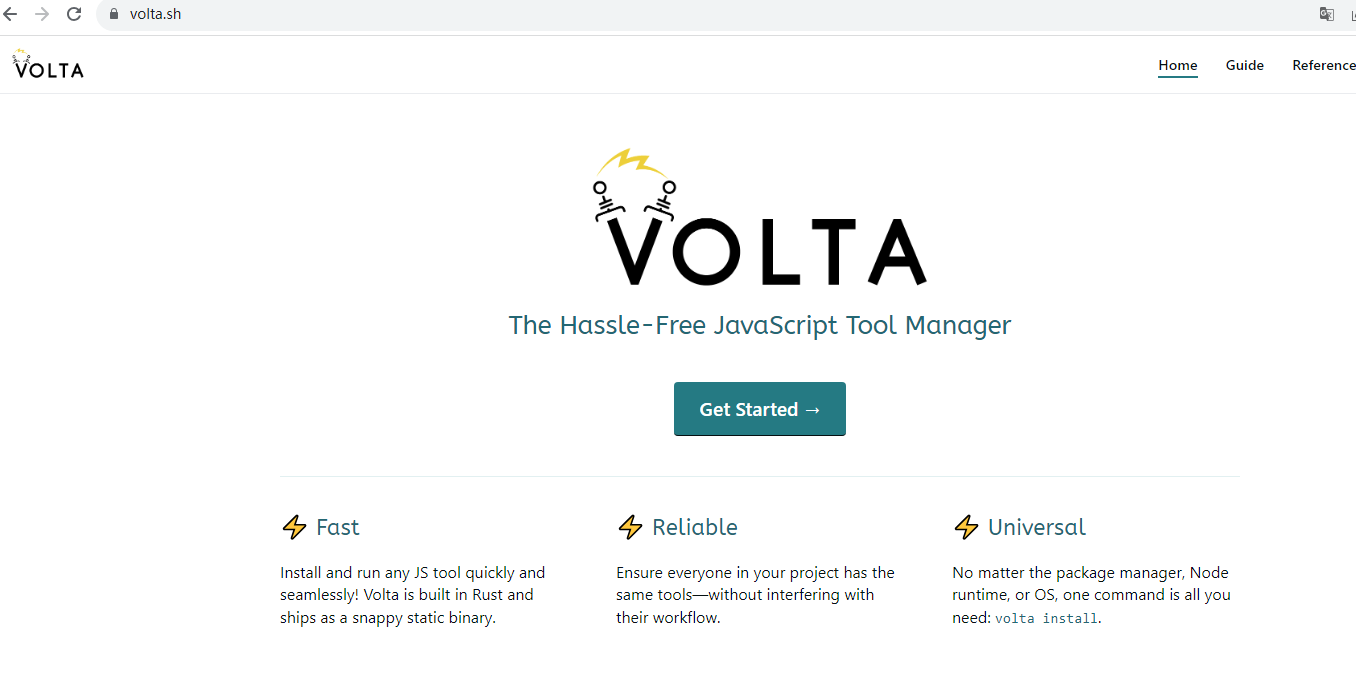 volta.sh
VOLTA
Home Guide Reference
VOLTA
The Hassle-Free JavaScript Tool Manager
Get Started →
Fast
Install and run any JS tool quickly and
seamlessly! Volta is built in Rust and
ships as a snappy static binary.
Reliable
Ensure everyone in your project has the
same tools—without interfering with
their workflow.
Universal
No matter the package manager, Node
runtime, or OS, one command is all you
need: volta install.